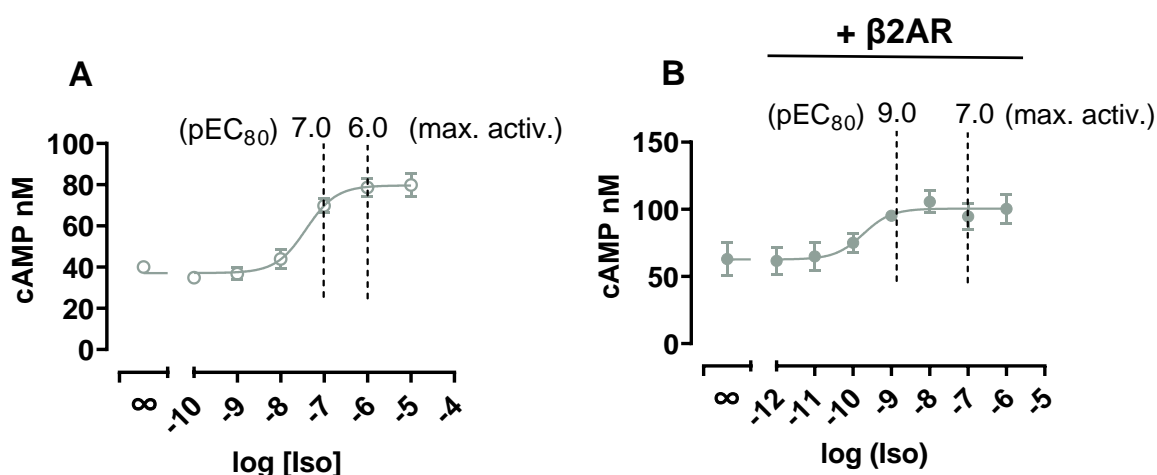 A
(pEC80) 7.0 6.0 (max. activ.)
100
80
60
40
20
0
cAMP nM
∞ -10 -9 -8 -7 -6 -5 -4
log [Iso]
+ β2AR
B
(pEC80) 9.0 7.0 (max. activ.)
150
100
50
0
cAMP nM
∞ -12 -11 -10 -9 -8 -7 -6 -5
log (Iso)